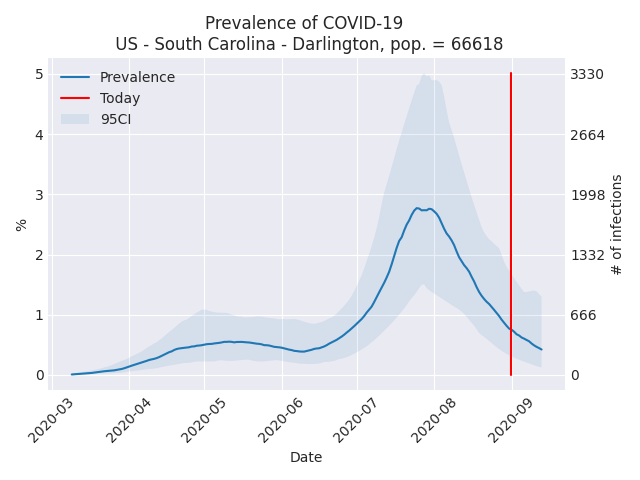 Prevalence of COVID-19
US - South Carolina - Darlington, pop. = 66618
Prevalence
Today
95CI
5
4
3
2
1
0
%
3330
2664
1998
1332
666
0
# of infections
2020-03
2020-04
2020-05
2020-06
2020-07
2020-08
2020-09
Date